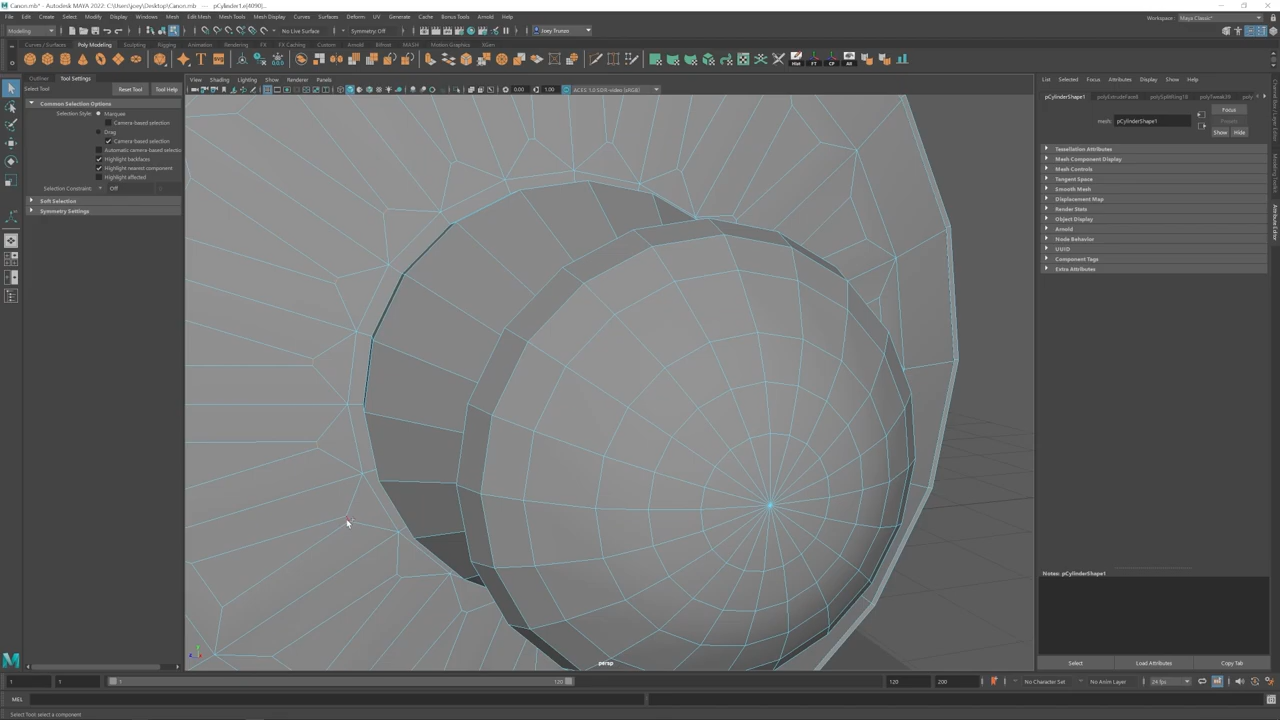 Canon.mb* - Autodesk MAYA 2022: C:\Users\joey\Desktop\Canon.mb --- pCylinder1.e[4090]...
File Edit Create Select Modify Display Windows Mesh Edit Mesh Mesh Tools Mesh Display Curves Surfaces Deform UV Generate Cache Bonus Tools Arnold Help
Workspace: Maya Classic*
Modeling No Live Surface Symmetry: Off Joey Trunzo
Curves / Surfaces Poly Modeling Sculpting Rigging Animation Rendering FX FX Caching Custom Arnold Bifrost MASH Motion Graphics XGen
Hist FT CP
Outliner Tool Settings
View Shading Lighting Show Renderer Panels
List Selected Focus Attributes Display Show Help
Select Tool Reset Tool Tool Help
0.00 1.00 ACES 1.0 SDR-video (sRGB)
pCylinderShape1 polyExtrudeFace8 polySplitRing18
Common Selection Options
Selection Style: Marquee
Camera-based selection
Drag
Camera based selection
Automatic camera-based selectio
Highlight backfaces
Highlight nearest component
Highlight affected
Selection Constraint: Off
Soft Selection
Symmetry Settings
Focus
Presets
mesh: pCylinderShape1
Show Hide
Tessellation Attributes
Mesh Component Display
Mesh Controls
Tangent Space
Smooth Mesh
Displacement Map
Render Stats
Object Display
Arnold
Node Behavior
UUID
Component Tags
Extra Attributes
Attribute Editor
Notes: pCylinderShape1
persp
Select Load Attributes Copy Tab
1 1 1 120 120 200 No Character Set No Anim Layer 24 fps
MEL
Select Tool: select a component